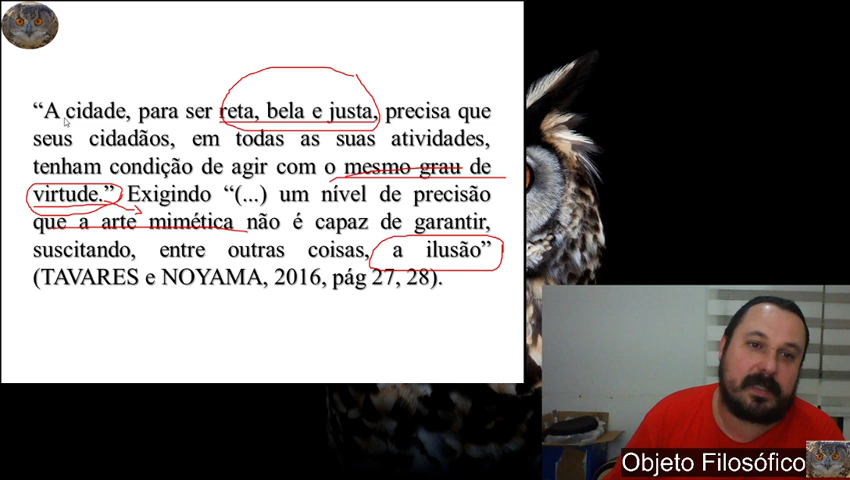 “A cidade, para ser reta, bela e justa, precisa que
seus cidadãos, em todas as suas atividades,
tenham condição de agir com o mesmo grau de
virtude.” Exigindo “(...) um nível de precisão
que a arte mimética não é capaz de garantir,
suscitando, entre outras coisas, a ilusão”
(TAVARES e NOYAMA, 2016, pág 27, 28).
Objeto Filosófico